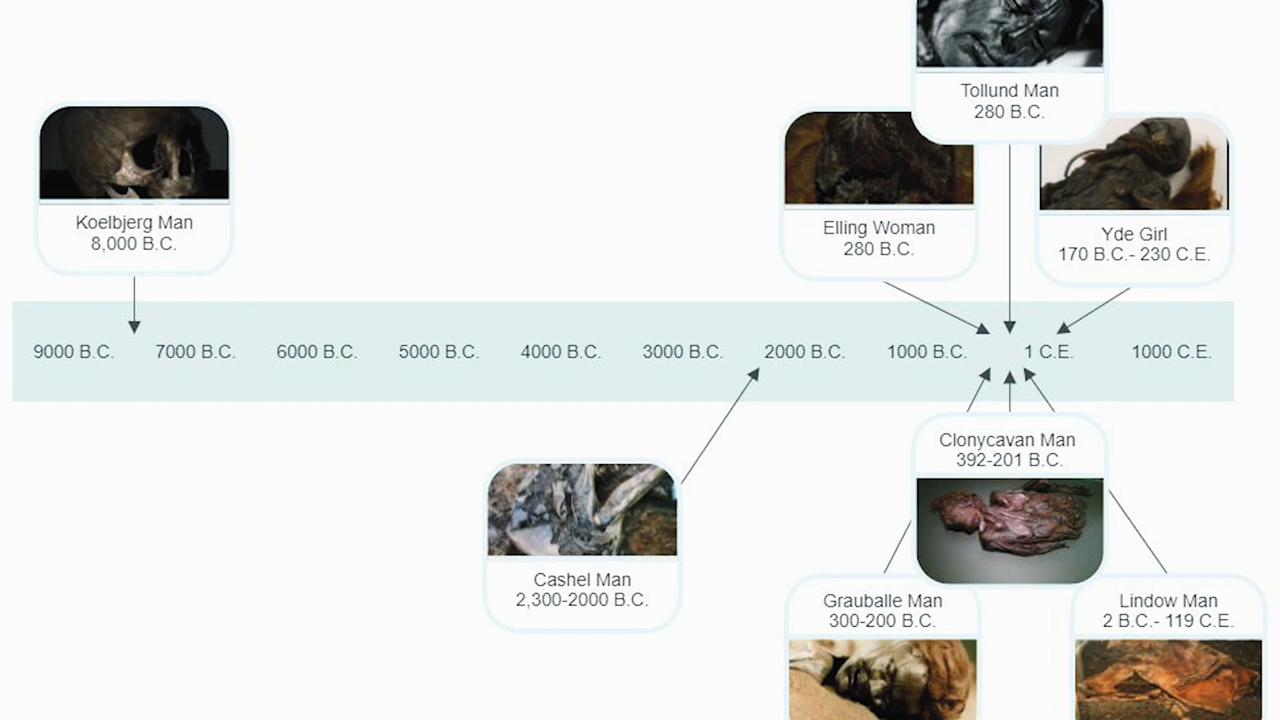 Tollund Man
280 B.C.
Koelbjerg Man
8,000 B.C.
Elling Woman
280 B.C.
Yde Girl
170 B.C.- 230 C.E.
9000 B.C. 7000 B.C. 6000 B.C. 5000 B.C. 4000 B.C. 3000 B.C. 2000 B.C. 1000 B.C. 1 C.E. 1000 C.E.
Clonycavan Man
392-201 B.C.
Cashel Man
2,300-2000 B.C.
Grauballe Man
300-200 B.C.
Lindow Man
2 B.C.- 119 C.E.